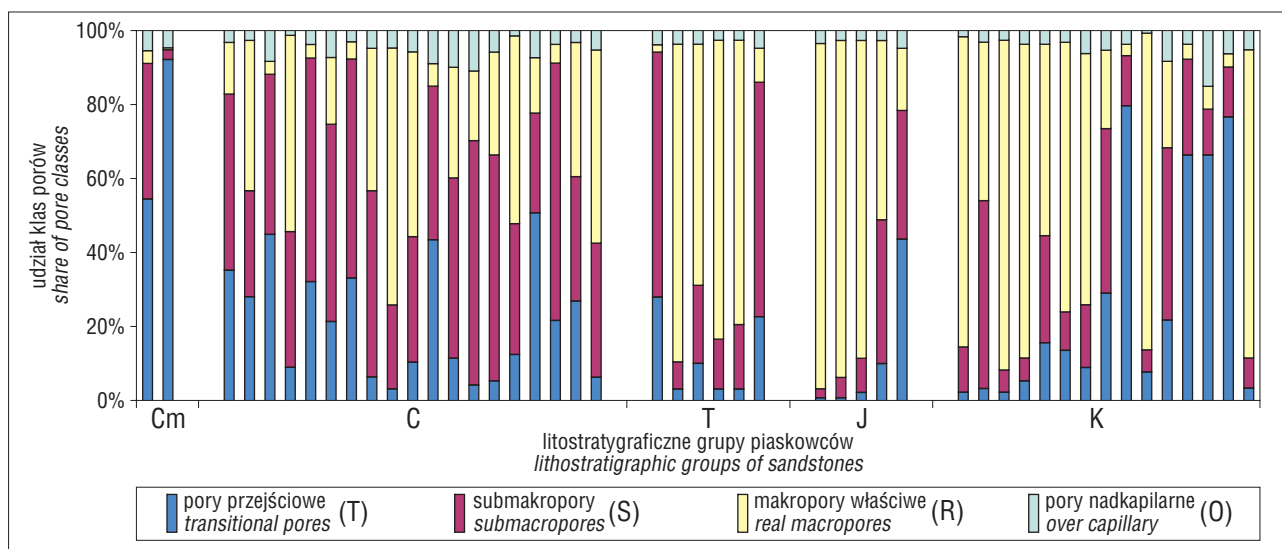 100%
80%
60%
40%
20%
0%
udział klas porów
share of pore classes
Cm
C
T
J
K
litostratygraficzne grupy piaskowców
lithostratigraphic groups of sandstones
pory przejściowe
transitional pores (T)
submakropory
submacropores (S)
makropory właściwe
real macropores (R)
pory nadkapilarne
over capillary (O)